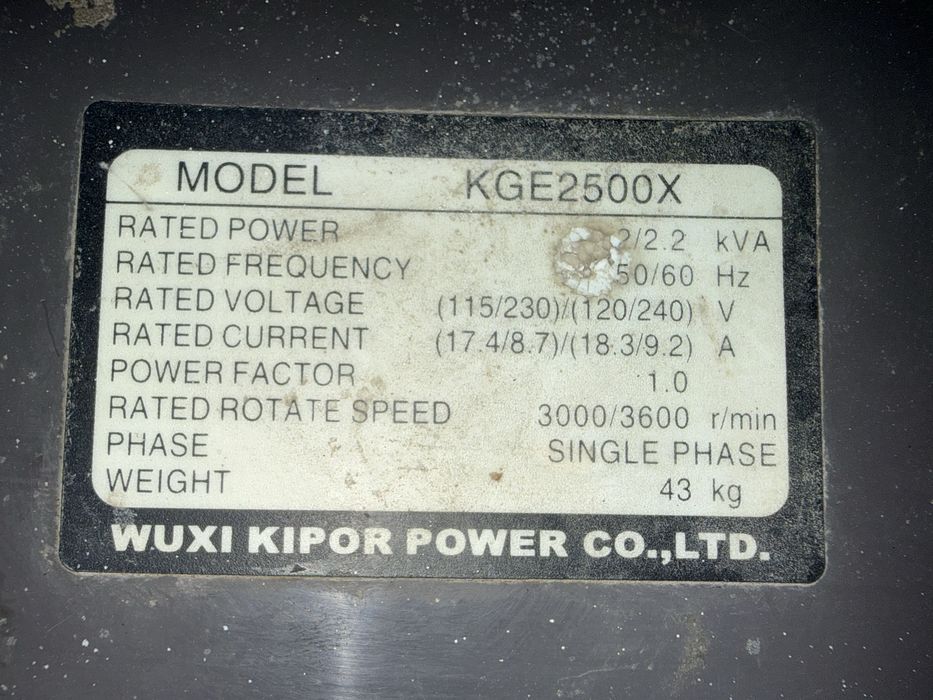 MODEL KGE2500X
RATED POWER 2/2.2 kVA
RATED FREQUENCY 50/60 Hz
RATED VOLTAGE (115/230)/(120/240) V
RATED CURRENT (17.4/8.7)/(18.3/9.2) A
POWER FACTOR 1.0
RATED ROTATE SPEED 3000/3600 r/min
PHASE SINGLE PHASE
WEIGHT 43 kg
WUXI KIPOR POWER CO.,LTD.